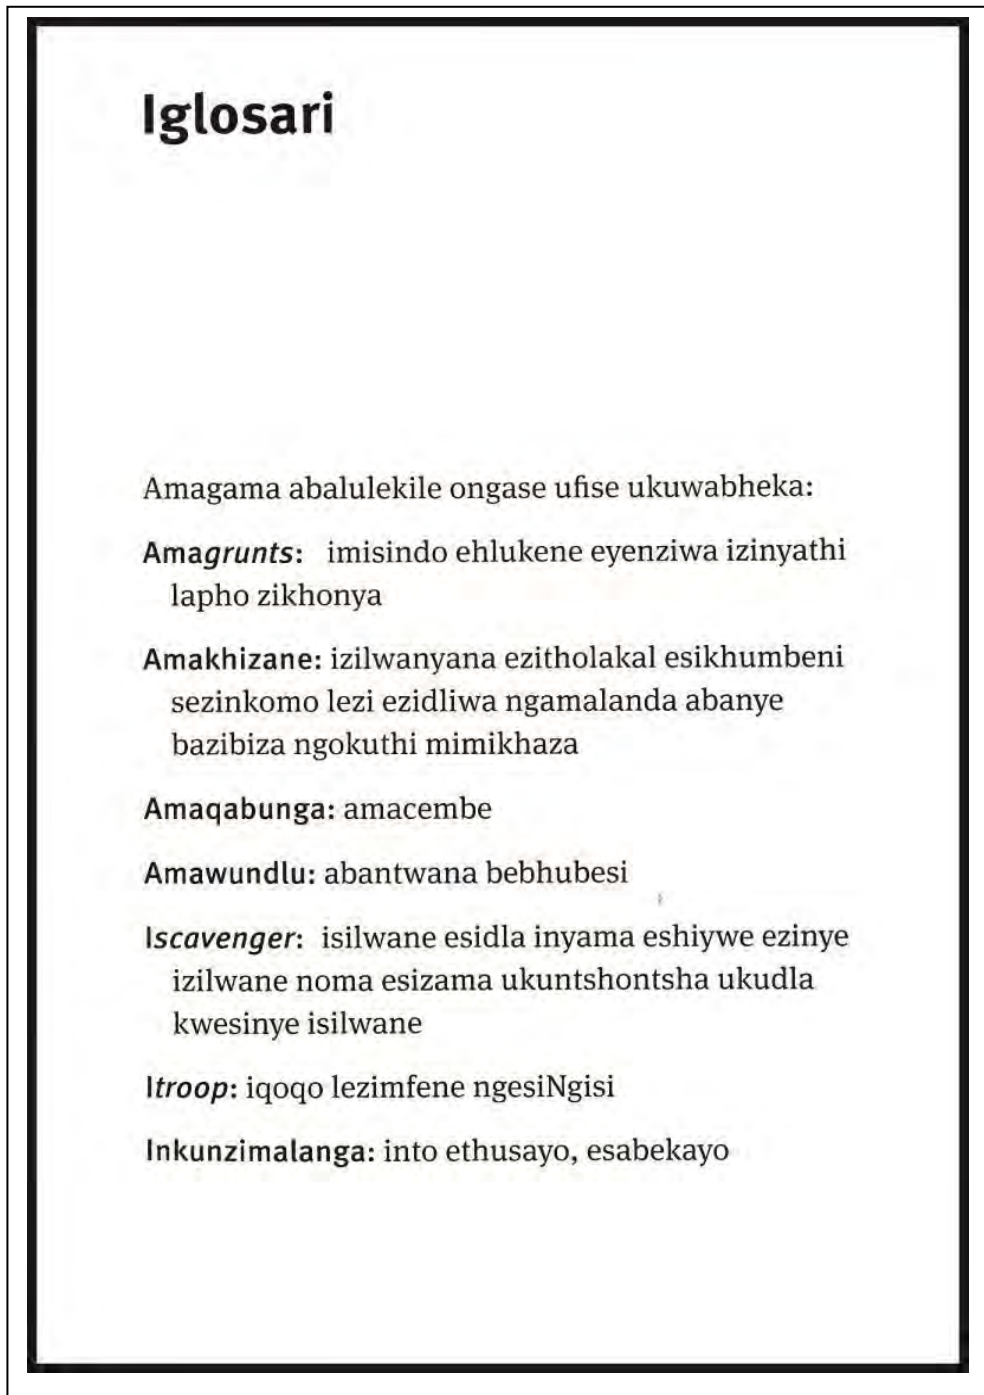 Iglosari
Amagama abalulekile ongase ufise ukuwabheka:
Amagrunts: imisindo ehlukene eyenziwa izinyathi
lapho zikhonya
Amakhizane: izilwanyana ezitholakal esikhumbeni
sezinkomo lezi ezidliwa ngamalanda abanye
bazibiza ngokuthi mimikhaza
Amaqabunga: amacembe
Amawundlu: abantwana bebhubesi
Iscavenger: isilwane esidla inyama eshiywe ezinye
izilwane noma esizama ukuntshontsha ukudla
kwesinye isilwane
Itroop: iqoqo lezimfene ngesiNgisi
Inkunzimalanga: into ethusayo, esabekayo